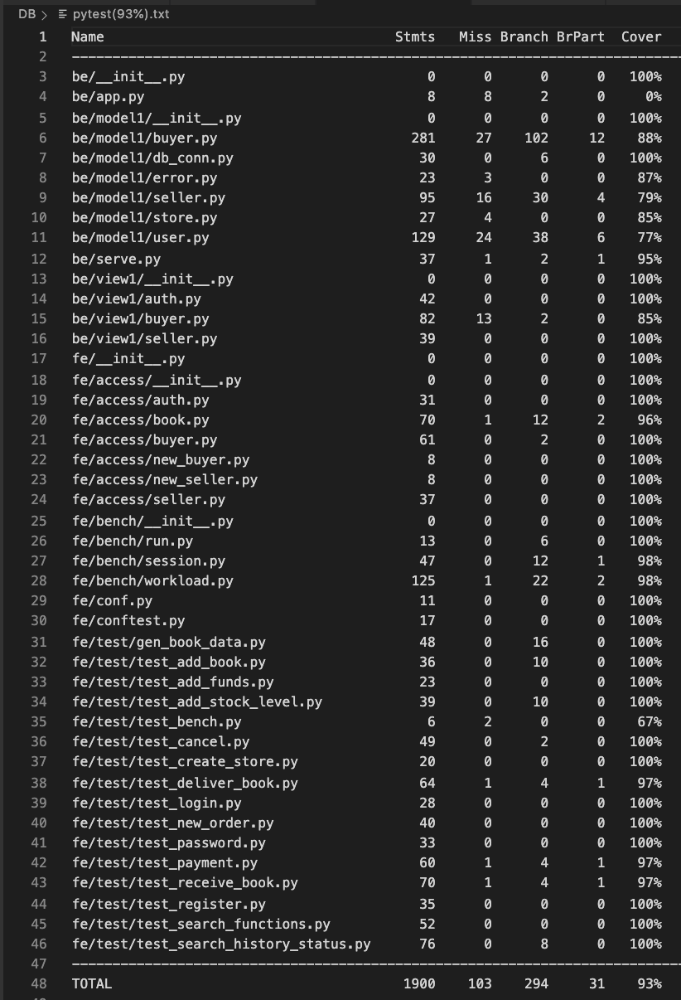 DB > pytest(93%).txt
1 Name Stmts Miss Branch BrPart Cover
2 --------------------------------------------------------------------------
3 be/__init__.py 0 0 0 0 100%
4 be/app.py 8 8 2 0 0%
5 be/model1/__init__.py 0 0 0 0 100%
6 be/model1/buyer.py 281 27 102 12 88%
7 be/model1/db_conn.py 30 0 6 0 100%
8 be/model1/error.py 23 3 0 0 87%
9 be/model1/seller.py 95 16 30 4 79%
10 be/model1/store.py 27 4 0 0 85%
11 be/model1/user.py 129 24 38 6 77%
12 be/serve.py 37 1 2 1 95%
13 be/view1/__init__.py 0 0 0 0 100%
14 be/view1/auth.py 42 0 0 0 100%
15 be/view1/buyer.py 82 13 2 0 85%
16 be/view1/seller.py 39 0 0 0 100%
17 fe/__init__.py 0 0 0 0 100%
18 fe/access/__init__.py 0 0 0 0 100%
19 fe/access/auth.py 31 0 0 0 100%
20 fe/access/book.py 70 1 12 2 96%
21 fe/access/buyer.py 61 0 2 0 100%
22 fe/access/new_buyer.py 8 0 0 0 100%
23 fe/access/new_seller.py 8 0 0 0 100%
24 fe/access/seller.py 37 0 0 0 100%
25 fe/bench/__init__.py 0 0 0 0 100%
26 fe/bench/run.py 13 0 6 0 100%
27 fe/bench/session.py 47 0 12 1 98%
28 fe/bench/workload.py 125 1 22 2 98%
29 fe/conf.py 11 0 0 0 100%
30 fe/conftest.py 17 0 0 0 100%
31 fe/test/gen_book_data.py 48 0 16 0 100%
32 fe/test/test_add_book.py 36 0 10 0 100%
33 fe/test/test_add_funds.py 23 0 0 0 100%
34 fe/test/test_add_stock_level.py 39 0 10 0 100%
35 fe/test/test_bench.py 6 2 0 0 67%
36 fe/test/test_cancel.py 49 0 2 0 100%
37 fe/test/test_create_store.py 20 0 0 0 100%
38 fe/test/test_deliver_book.py 64 1 4 1 97%
39 fe/test/test_login.py 28 0 0 0 100%
40 fe/test/test_new_order.py 40 0 0 0 100%
41 fe/test/test_password.py 33 0 0 0 100%
42 fe/test/test_payment.py 60 1 4 1 97%
43 fe/test/test_receive_book.py 70 1 4 1 97%
44 fe/test/test_register.py 35 0 0 0 100%
45 fe/test/test_search_functions.py 52 0 0 0 100%
46 fe/test/test_search_history_status.py 76 0 8 0 100%
47 --------------------------------------------------------------------------
48 TOTAL 1900 103 294 31 93%